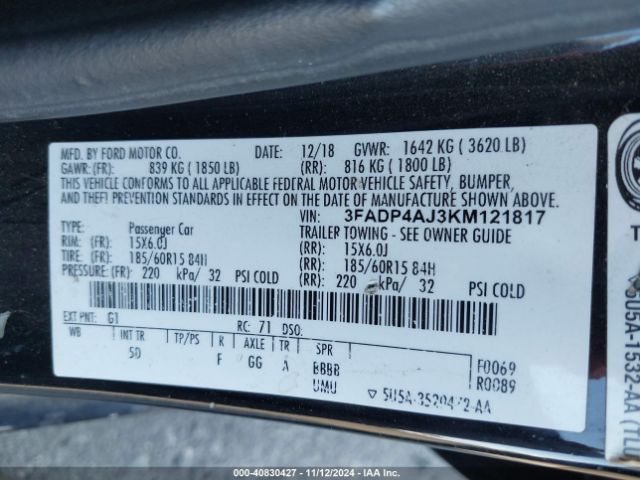 MFD. BY FORD MOTOR CO. DATE: 12/18 GVWR: 1642 KG ( 3620 LB)
GAWR: (FR): 839 KG ( 1850 LB) (RR): 816 KG ( 1800 LB)
THIS VEHICLE CONFORMS TO ALL APPLICABLE FEDERAL MOTOR VEHICLE SAFETY, BUMPER,
AND THEFT PREVENTION STANDARDS IN EFFECT ON THE DATE OF MANUFACTURE SHOWN ABOVE.
VIN: 3FADP4AJ3KM121817
TYPE: Passenger Car TRAILER TOWING - SEE OWNER GUIDE
RIM: (FR): 15X6.0J (RR): 15X6.0J
TIRE: (FR): 185/60R15 84H (RR): 185/60R15 84H
PRESSURE: (FR): 220 kPa/ 32 PSI COLD (RR): 220 kPa/ 32 PSI COLD
EXT PNT: G1 RC: 71 DSO:
WB INT TR TP/PS R AXLE TR SPR
5D F GG A BBBB F0069
UMU R0089
5U5A-1532-AA
000-40830427 - 11/12/2024 - IAAI.COM